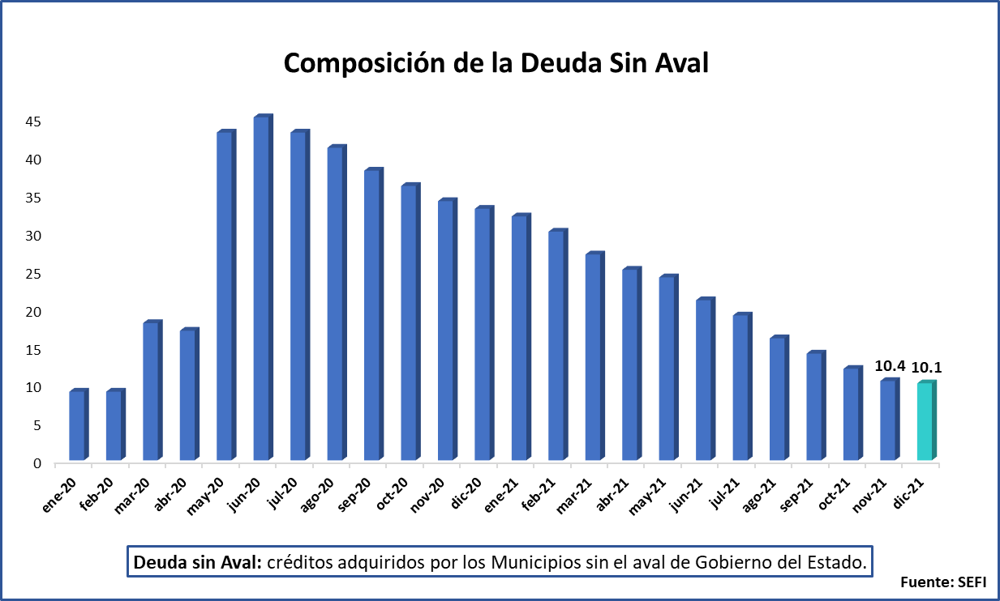 Composición de la Deuda Sin Aval
45
40
35
30
25
20
15
10
5
0
10.4 10.1
ene-20 feb-20 mar-20 abr-20 may-20 jun-20 jul-20 ago-20 sep-20 oct-20 nov-20 dic-20 ene-21 feb-21 mar-21 abr-21 may-21 jun-21 jul-21 ago-21 sep-21 oct-21 nov-21 dic-21
Deuda sin Aval: créditos adquiridos por los Municipios sin el aval de Gobierno del Estado.
Fuente: SEFI